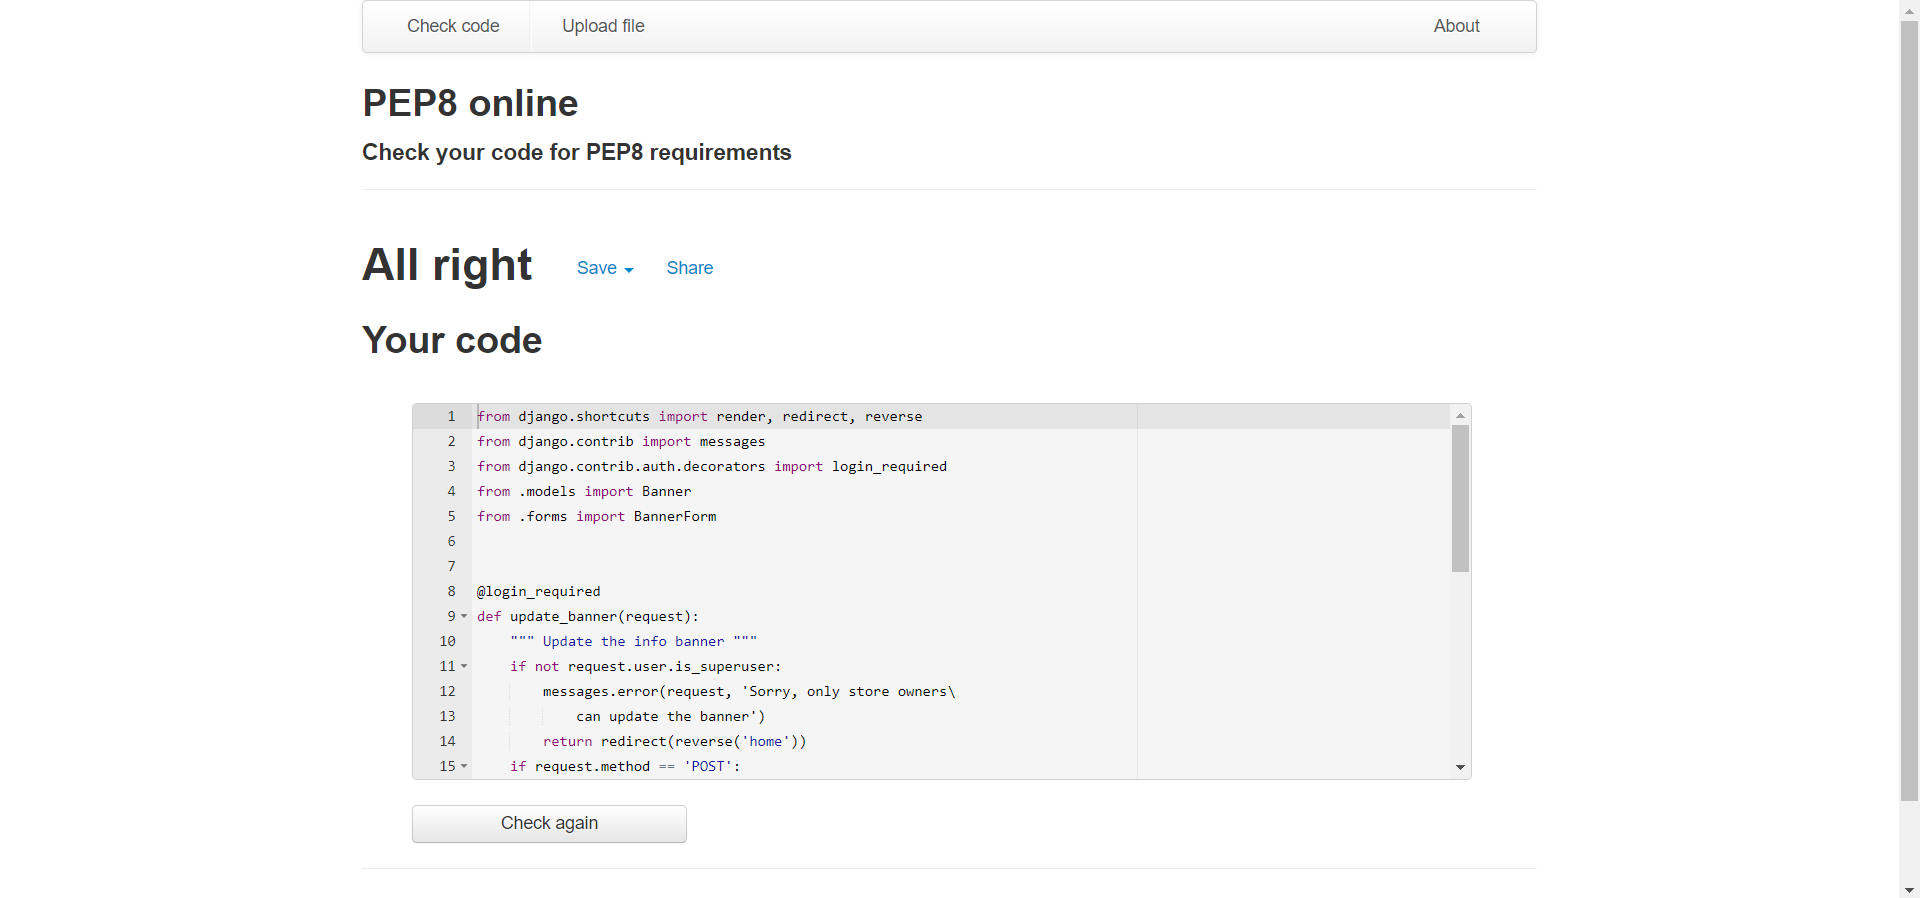 Check code Upload file About
PEP8 online
Check your code for PEP8 requirements
All right Save Share
Your code
1 from django.shortcuts import render, redirect, reverse
2 from django.contrib import messages
3 from django.contrib.auth.decorators import login_required
4 from .models import Banner
5 from .forms import BannerForm
6
7
8 @login_required
9 def update_banner(request):
10 """ Update the info banner """
11 if not request.user.is_superuser:
12 messages.error(request, 'Sorry, only store owners\
13 can update the banner')
14 return redirect(reverse('home'))
15 if request.method == 'POST':
Check again